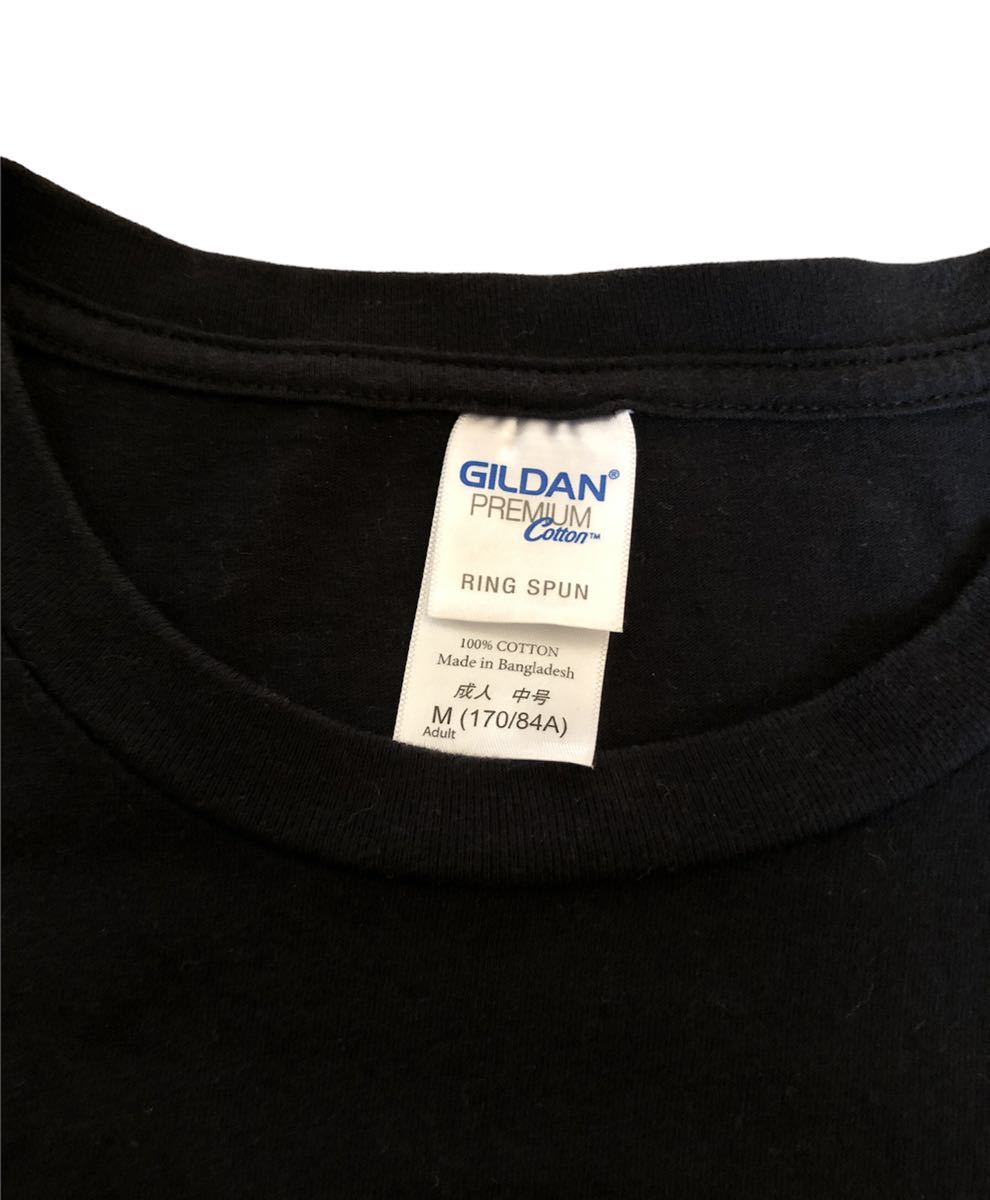 GILDAN®
PREMIUM
Cotton™
RING SPUN
100% COTTON
Made in Bangladesh
成人 中号
M (170/84A)
Adult